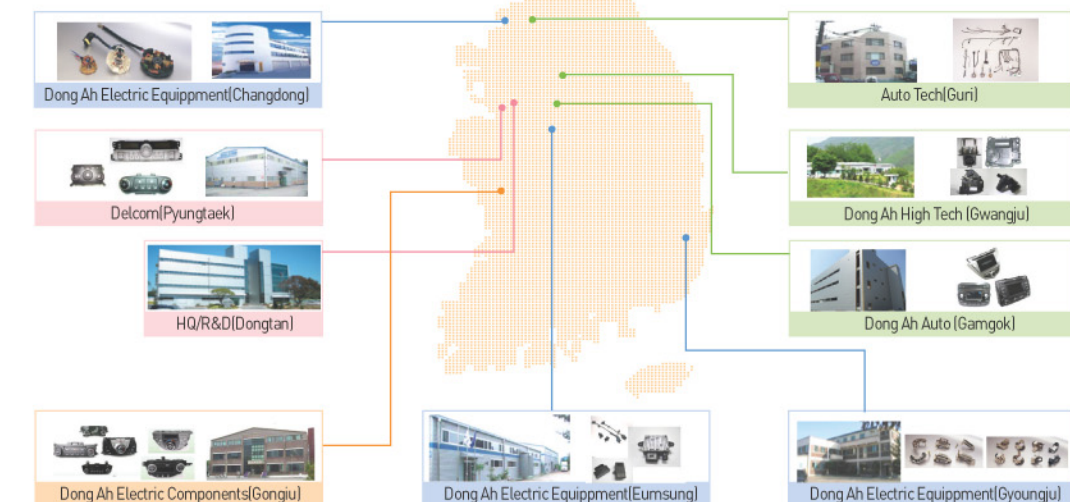 Dong Ah Electric Equippment(Changdong)
Auto Tech(Guri)
Delcom(Pyungtaek)
Dong Ah High Tech (Gwangju)
HQ/R&D(Dongtan)
Dong Ah Auto (Gamgok)
Dong Ah Electric Components(Gongju)
Dong Ah Electric Equippment(Eumsung)
Dong Ah Electric Equippment(Gyoungju)